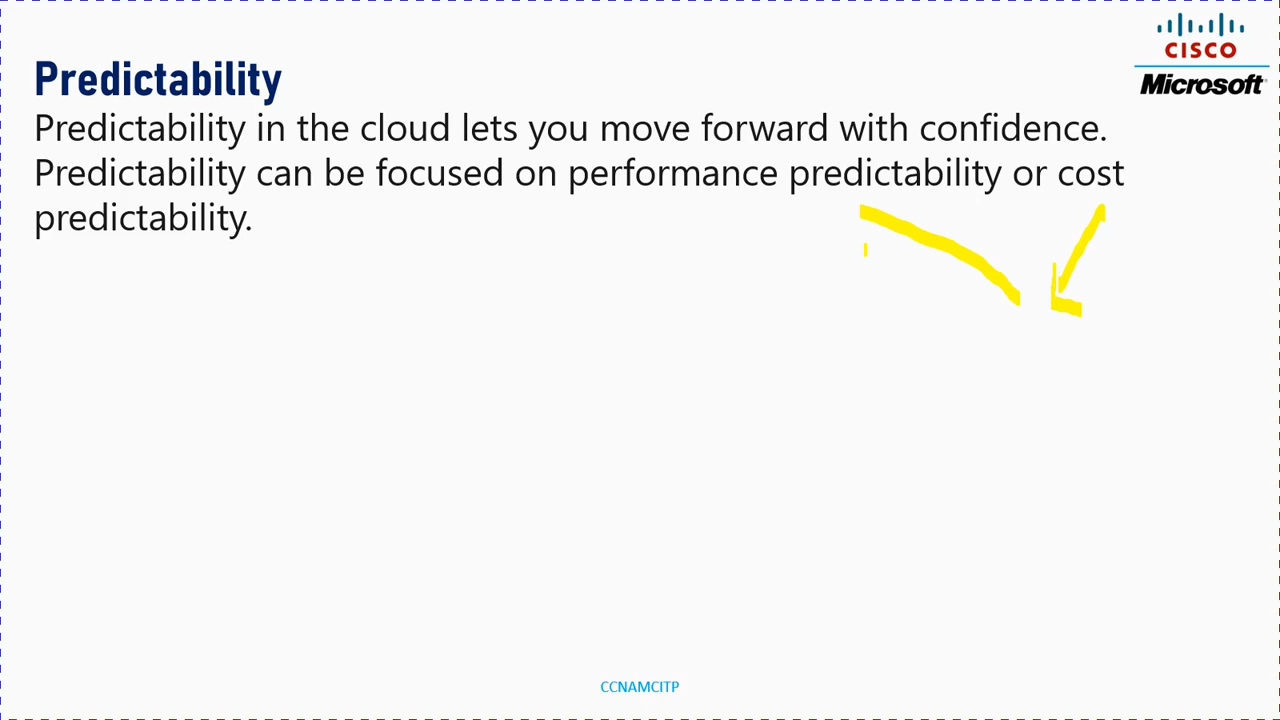 CISCO
Microsoft
Predictability
Predictability in the cloud lets you move forward with confidence.
Predictability can be focused on performance predictability or cost
predictability.
CCNAMCITP